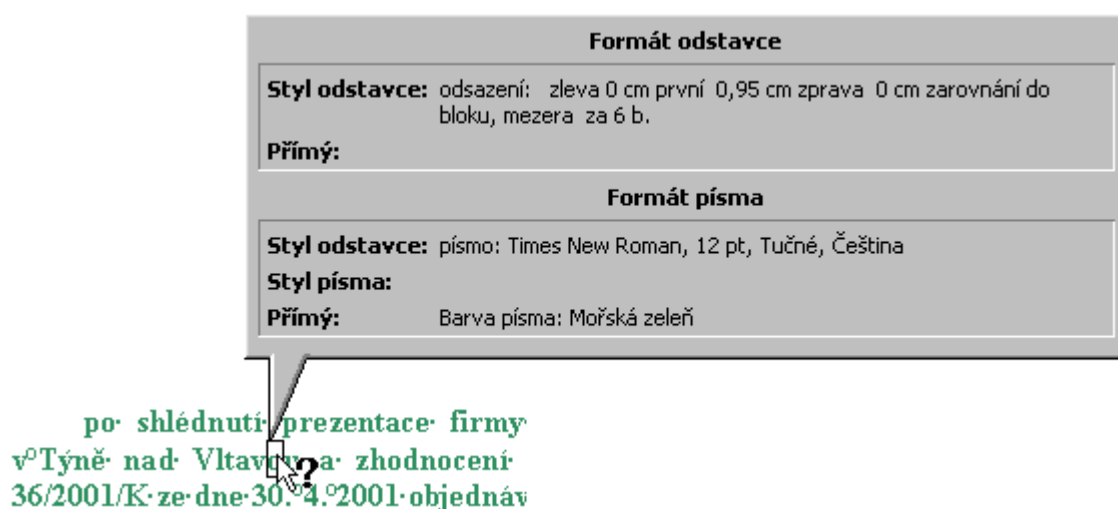 Formát odstavce
Styl odstavce: odsazení: zleva 0 cm první 0,95 cm zprava 0 cm zarovnání do
bloku, mezera za 6 b.
Přímý:
Formát písma
Styl odstavce: písmo: Times New Roman, 12 pt, Tučné, Čeština
Styl písma:
Přímý: Barva písma: Mořská zeleň
po· shlédnutí· prezentace· firmy·
v°Týně· nad· Vltavou· a· zhodnocení·
36/2001/K·ze·dne·30.°4.°2001·objednáv